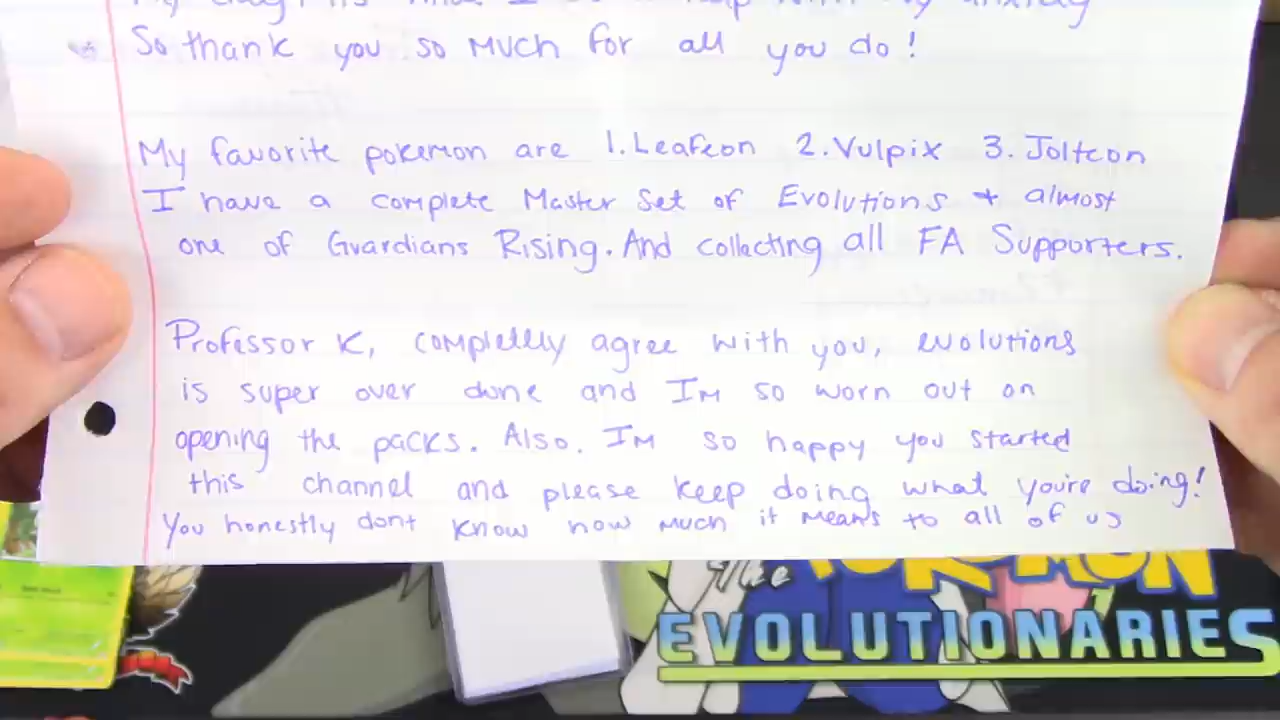 So thank you so much for all you do!
My favorite pokemon are 1. Leafeon 2. Vulpix 3. Jolteon
I have a complete Master Set of Evolutions + almost
one of Guardians Rising. And collecting all FA Supporters.
Professor K, completley agree with you, evolutions
is super over done and I'm so worn out on
opening the packs. Also, I'm so happy you started
this channel and please keep doing what you're doing!
You honestly dont know how much it means to all of us
The POKéMON
EVOLUTIONARIES